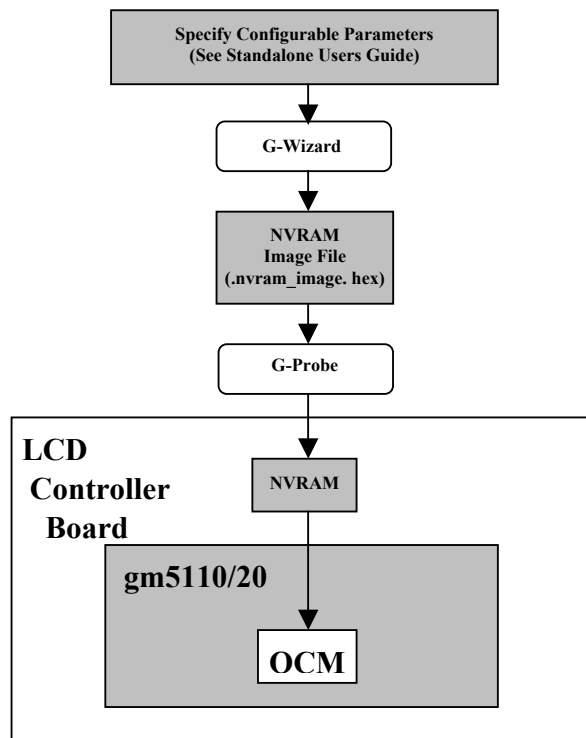 Specify Configurable Parameters
(See Standalone Users Guide)
G-Wizard
NVRAM
Image File
(.nvram_image. hex)
G-Probe
LCD
Controller
Board
NVRAM
gm5110/20
OCM